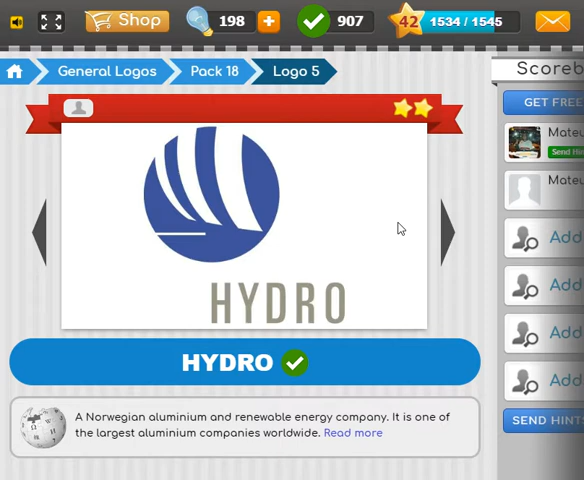 Shop
198
907
42
1534 / 1545
General Logos
Pack 18
Logo 5
Scoreb
GET FREE
Mateu
Send Hin
Mateu
HYDRO
Add
Add
Add
Add
HYDRO
A Norwegian aluminium and renewable energy company. It is one of
the largest aluminium companies worldwide. Read more
SEND HINTS